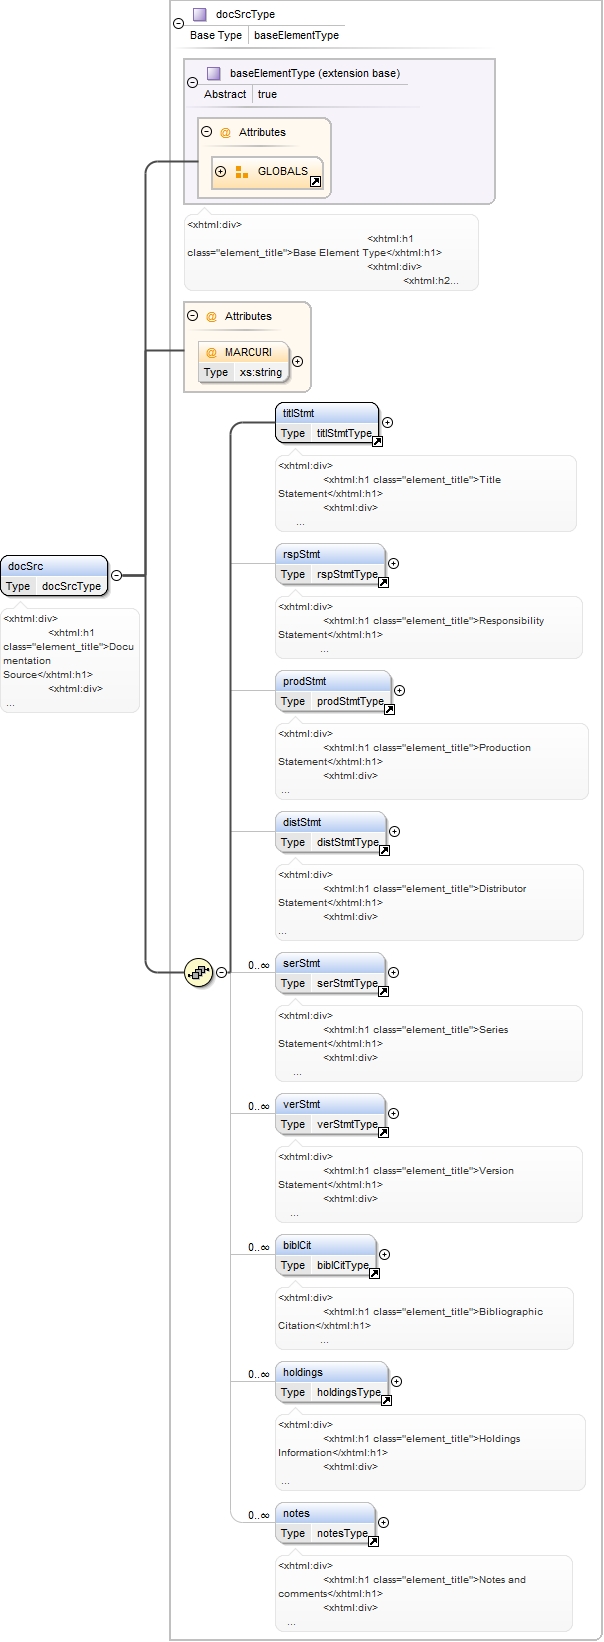 docSrcType
Base Type baseElementType
baseElementType (extension base)
Abstract true
@ Attributes
GLOBALS
<xhtml:div>
<xhtml:h1
class="element_title">Base Element Type</xhtml:h1>
<xhtml:div>
<xhtml:h2...
@ Attributes
@ MARCURI
Type xs:string
docSrc
Type docSrcType
<xhtml:div>
<xhtml:h1
class="element_title">Docu
mentation
Source</xhtml:h1>
<xhtml:div>
...
titlStmt
Type titlStmtType
<xhtml:div>
<xhtml:h1 class="element_title">Title
Statement</xhtml:h1>
<xhtml:div>
...
rspStmt
Type rspStmtType
<xhtml:div>
<xhtml:h1 class="element_title">Responsibility
Statement</xhtml:h1>
...
prodStmt
Type prodStmtType
<xhtml:div>
<xhtml:h1 class="element_title">Production
Statement</xhtml:h1>
<xhtml:div>
...
distStmt
Type distStmtType
<xhtml:div>
<xhtml:h1 class="element_title">Distributor
Statement</xhtml:h1>
<xhtml:div>
...
0..∞ serStmt
Type serStmtType
<xhtml:div>
<xhtml:h1 class="element_title">Series
Statement</xhtml:h1>
<xhtml:div>
...
0..∞ verStmt
Type verStmtType
<xhtml:div>
<xhtml:h1 class="element_title">Version
Statement</xhtml:h1>
<xhtml:div>
...
0..∞ biblCit
Type biblCitType
<xhtml:div>
<xhtml:h1 class="element_title">Bibliographic
Citation</xhtml:h1>
...
0..∞ holdings
Type holdingsType
<xhtml:div>
<xhtml:h1 class="element_title">Holdings
Information</xhtml:h1>
<xhtml:div>
...
0..∞ notes
Type notesType
<xhtml:div>
<xhtml:h1 class="element_title">Notes and
comments</xhtml:h1>
<xhtml:div>
...